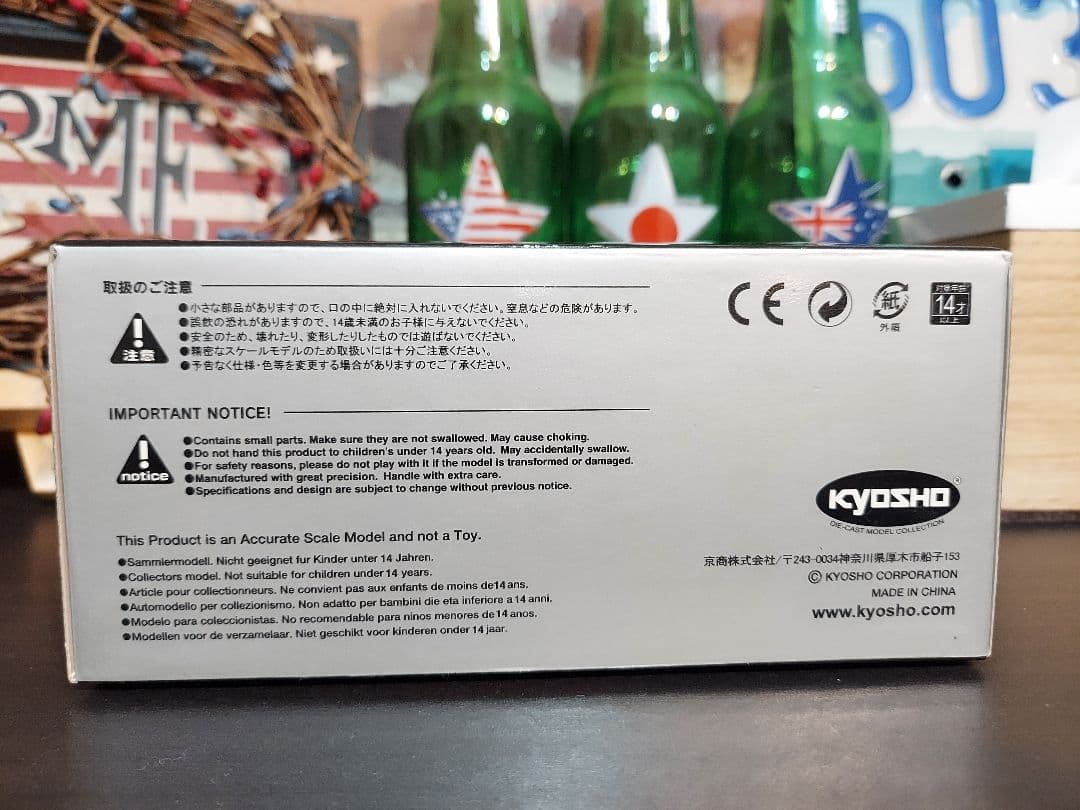 OME
603
取扱のご注意
●小さな部品がありますので、口の中に絶対に入れないでください。窒息などの危険があります。
●誤飲の恐れがありますので、14歳未満のお子様に与えないでください。
●安全のため、壊れたり、変形したりしたものでは遊ばないでください。
●精密なスケールモデルのため取扱いには十分ご注意ください。
●予告なく仕様・色等を変更する場合がありますのでご了承ください。
注意
CE
紙
外箱
対象年齢
14才
以上
IMPORTANT NOTICE!
●Contains small parts. Make sure they are not swallowed. May cause choking.
●Do not hand this product to children's under 14 years old. May accidentally swallow.
●For safety reasons, please do not play with it if the model is transformed or damaged.
●Manufactured with great precision. Handle with extra care.
●Specifications and design are subject to change without previous notice.
notice
This Product is an Accurate Scale Model and not a Toy.
●Sammiermodell. Nicht geeignet fur Kinder unter 14 Jahren.
●Collectors model. Not suitable for children under 14 years.
●Article pour collectionneurs. Ne convient pas aux enfants de moins de14 ans.
●Automodello per collezionismo. Non adatto per bambini die eta inferiore a 14 anni.
●Modelo para coleccionistas. No recomendable para ninos menores de14 anos.
●Modellen voor de verzamelaar. Niet geschikt voor kinderen onder 14 jaar.
KYOSHO®
DIE-CAST MODEL COLLECTION
京商株式会社/〒243-0034神奈川県厚木市船子153
© KYOSHO CORPORATION
MADE IN CHINA
www.kyosho.com